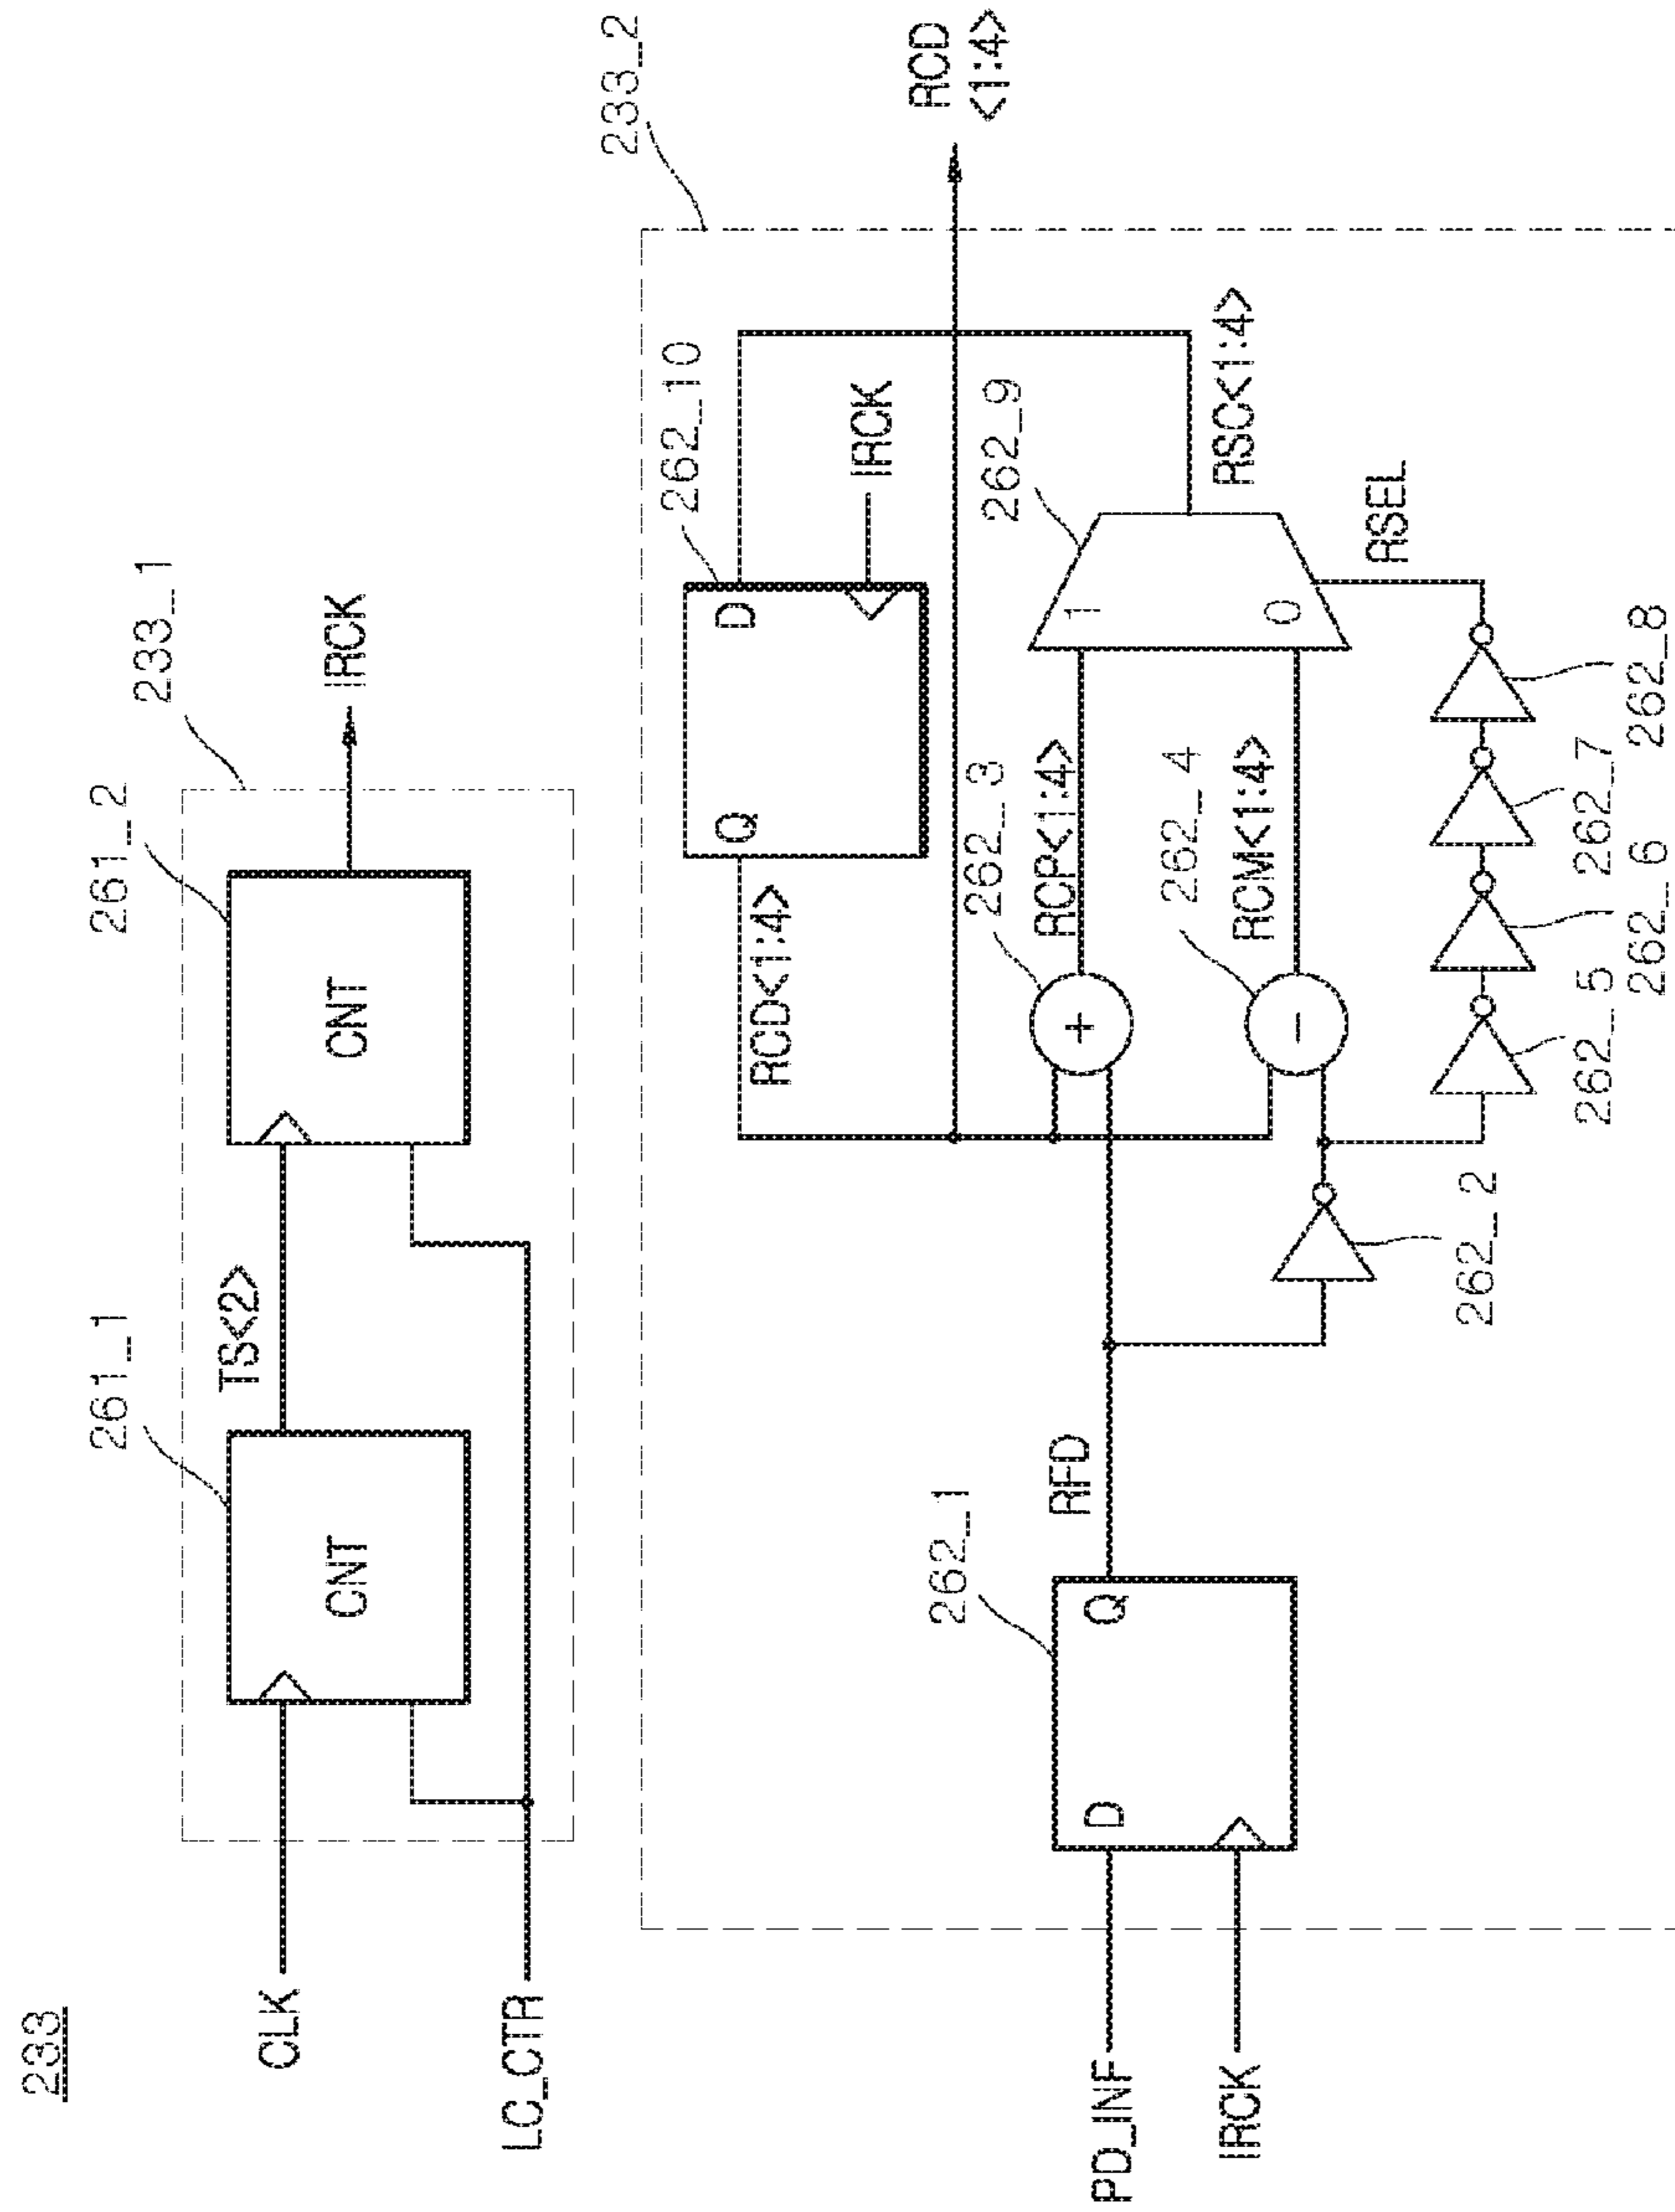 233
233_1
261_1
261_2
CLK
CNT
TS<2>
CNT
IRCK
LC_CTR
233_2
262_10
Q
D
IRCK
RCD<1:4>
RCD
<1:4>
262_1
PD_INF
D
Q
IRCK
RFD
262_3
+
RCP<1:4>
262_4
-
RCM<1:4>
262_9
1
0
RSC<1:4>
RSEL
262_2
262_5
262_6
262_7
262_8